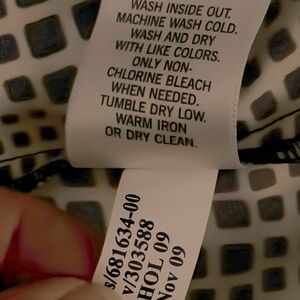 WASH INSIDE OUT.
MACHINE WASH COLD.
WASH AND DRY
WITH LIKE COLORS.
ONLY NON-
CHLORINE BLEACH
WHEN NEEDED.
TUMBLE DRY LOW.
WARM IRON
OR DRY CLEAN.
s/661634-00
v/303588
HOL 09
Nov 09